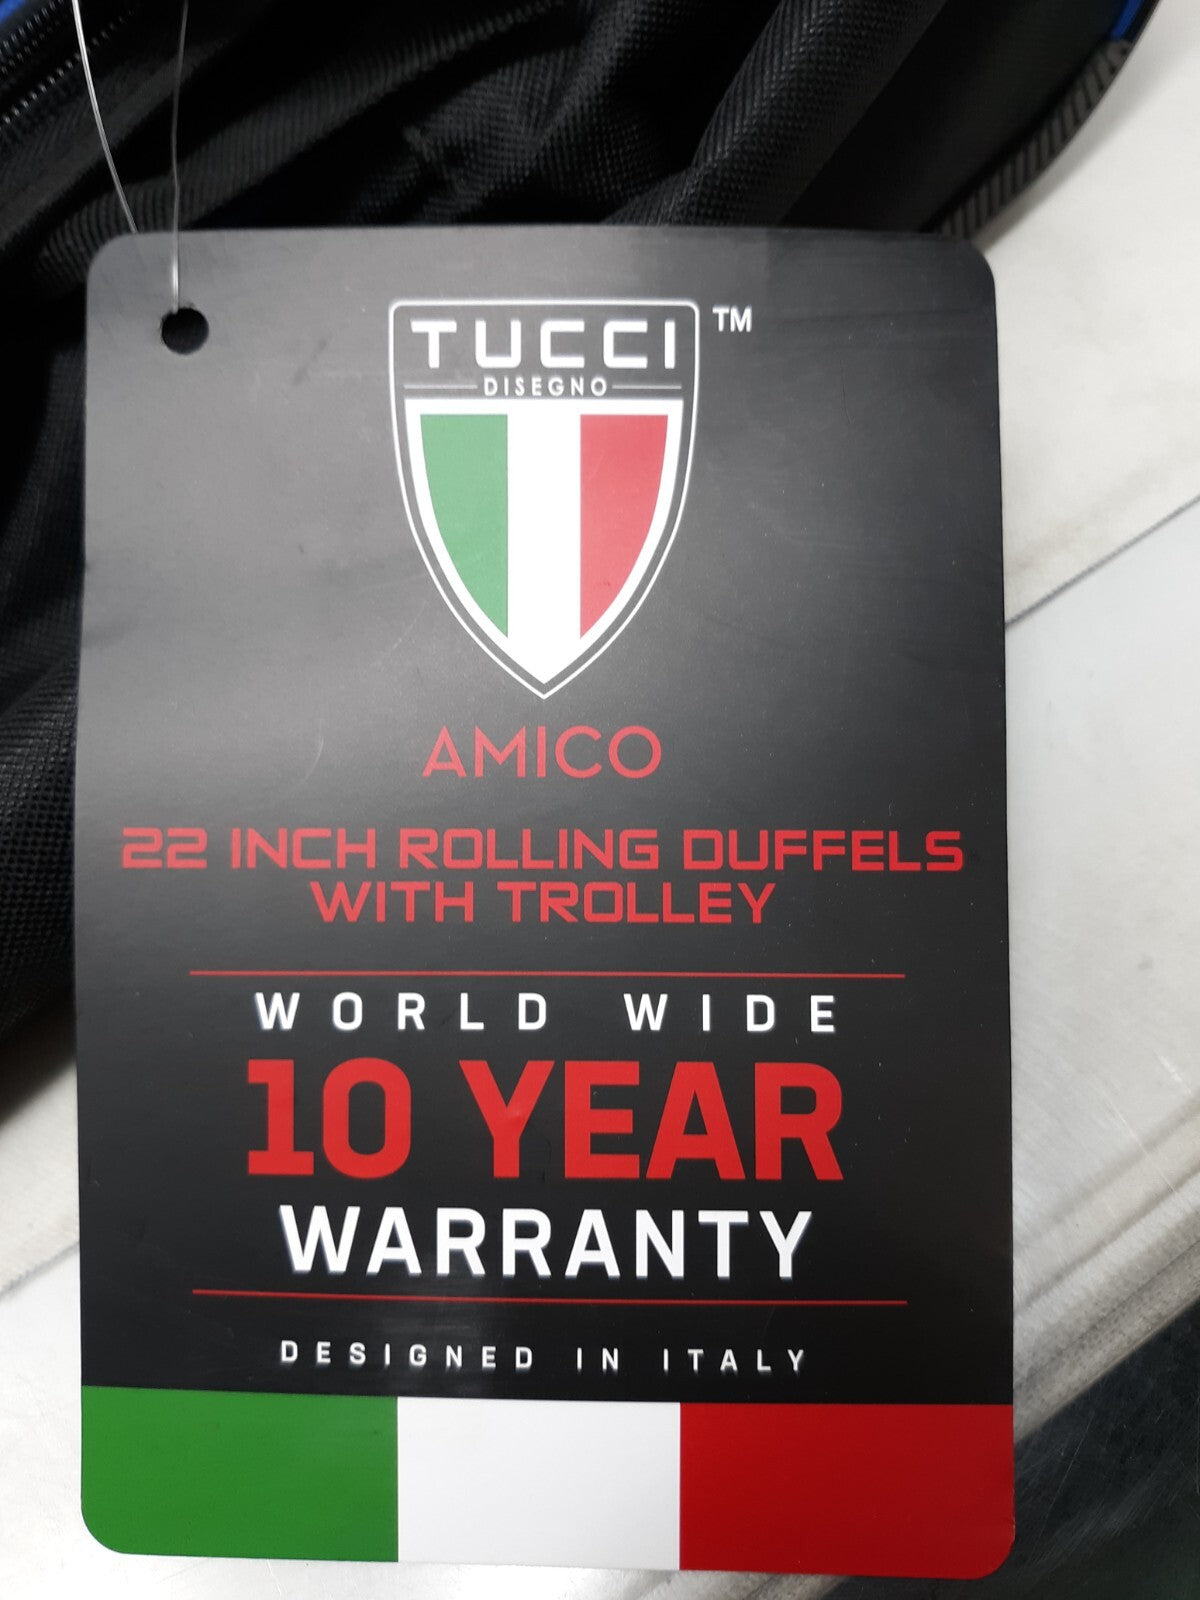 TUCCI
TM
DISEGNO
AMICO
22 INCH ROLLING DUFFELS
WITH TROLLEY
WORLD WIDE
10 YEAR
WARRANTY
DESIGNED IN ITALY